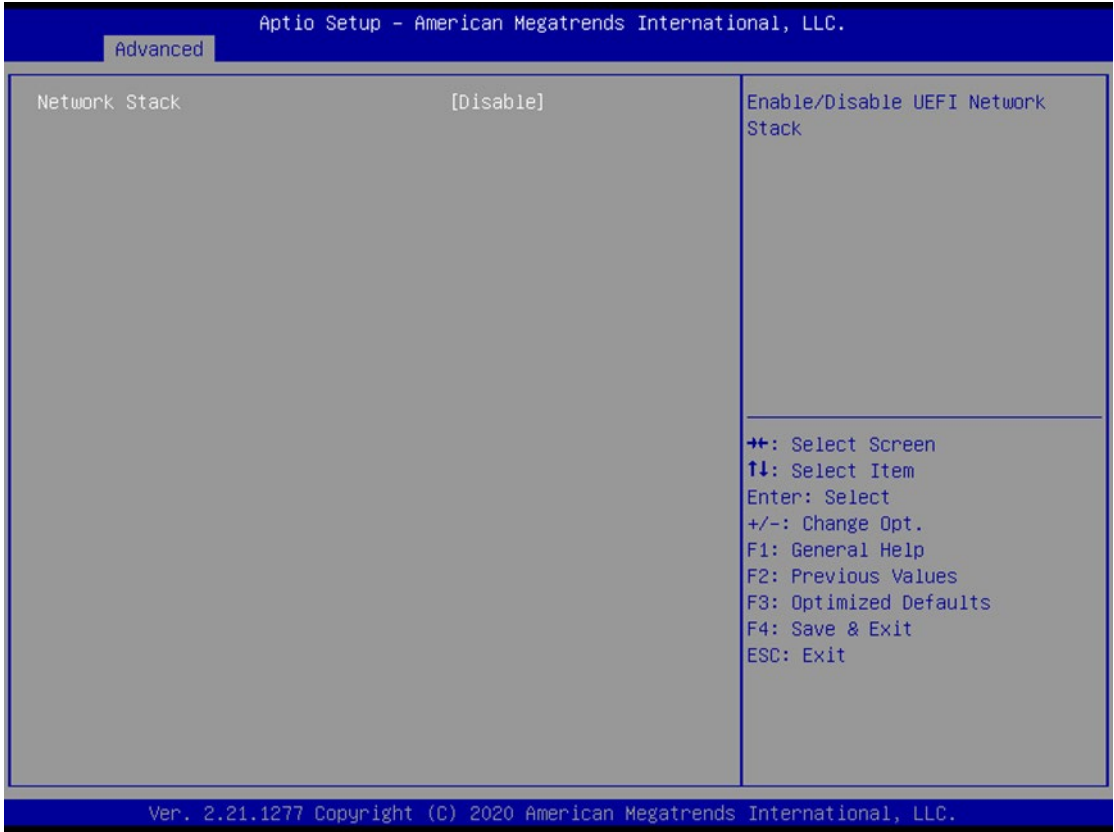 Aptio Setup – American Megatrends International, LLC.
Advanced
Network Stack [Disable]
Enable/Disable UEFI Network
Stack
→←: Select Screen
↑↓: Select Item
Enter: Select
+/-: Change Opt.
F1: General Help
F2: Previous Values
F3: Optimized Defaults
F4: Save & Exit
ESC: Exit
Ver. 2.21.1277 Copyright (C) 2020 American Megatrends International, LLC.